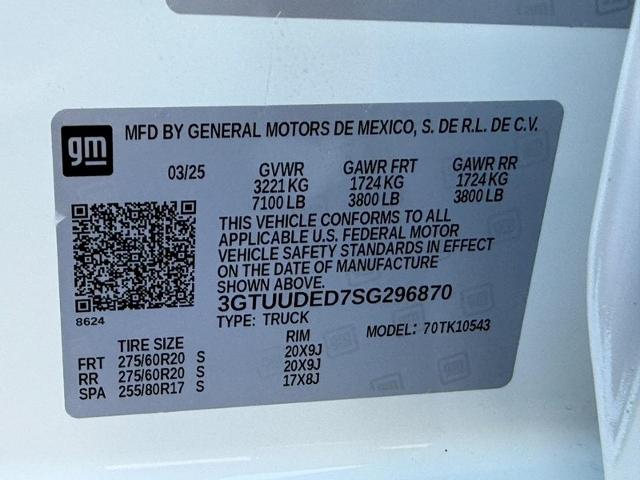 gm
MFD BY GENERAL MOTORS DE MEXICO, S. DE R.L. DE C.V.
03/25 GVWR GAWR FRT GAWR RR
3221 KG 1724 KG 1724 KG
7100 LB 3800 LB 3800 LB
THIS VEHICLE CONFORMS TO ALL
APPLICABLE U.S. FEDERAL MOTOR
VEHICLE SAFETY STANDARDS IN EFFECT
ON THE DATE OF MANUFACTURE
SHOWN ABOVE.
8624
3GTUUDED7SG296870
TYPE: TRUCK MODEL: 70TK10543
TIRE SIZE RIM
FRT 275/60R20 S 20X9J
RR 275/60R20 S 20X9J
SPA 255/80R17 S 17X8J